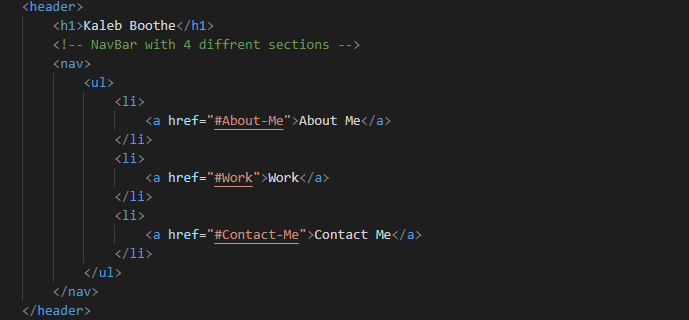 <header>
<h1>Kaleb Boothe</h1>
<!-- NavBar with 4 diffrent sections -->
<nav>
<ul>
<li>
<a href="#About-Me">About Me</a>
</li>
<li>
<a href="#Work">Work</a>
</li>
<li>
<a href="#Contact-Me">Contact Me</a>
</li>
</ul>
</nav>
</header>